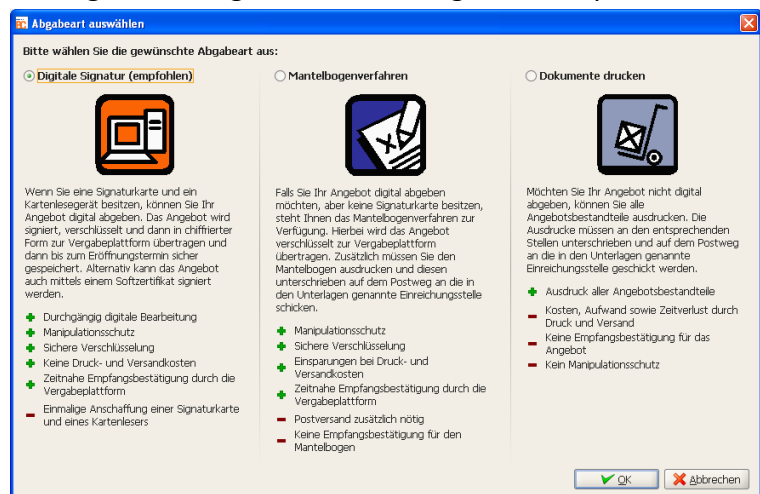 Abgabeart auswählen
Bitte wählen Sie die gewünschte Abgabeart aus:
Digitale Signatur (empfohlen)
Wenn Sie eine Signaturkarte und ein
Kartenlesegerät besitzen, können Sie Ihr
Angebot digital abgeben. Das Angebot wird
signiert, verschlüsselt und dann in chiffrierter
Form zur Vergabeplattform übertragen und
dann bis zum Eröffnungstermin sicher
gespeichert. Alternativ kann das Angebot
auch mittels einem Softzertifikat signiert
werden.
Durchgängig digitale Bearbeitung
Manipulationsschutz
Sichere Verschlüsselung
Keine Druck- und Versandkosten
Zeitnahe Empfangsbestätigung durch die
Vergabeplattform
Einmalige Anschaffung einer Signaturkarte
und eines Kartenlesers
Mantelbogenverfahren
Falls Sie Ihr Angebot digital abgeben
möchten, aber keine Signaturkarte besitzen,
steht Ihnen das Mantelbogenverfahren zur
Verfügung. Hierbei wird das Angebot
verschlüsselt zur Vergabeplattform
übertragen. Zusätzlich müssen Sie den
Mantelbogen ausdrucken und diesen
unterschrieben auf dem Postweg an die in
den Unterlagen genannte Einreichungsstelle
schicken.
Manipulationsschutz
Sichere Verschlüsselung
Einsparungen bei Druck- und
Versandkosten
Zeitnahe Empfangsbestätigung durch die
Vergabeplattform
Postversand zusätzlich nötig
Keine Empfangsbestätigung für den
Mantelbogen
Dokumente drucken
Möchten Sie Ihr Angebot nicht digital
abgeben, können Sie alle
Angebotsbestandteile ausdrucken. Die
Ausdrucke müssen an den entsprechenden
Stellen unterschrieben und auf dem Postweg
an die in den Unterlagen genannte
Einreichungsstelle geschickt werden.
Ausdruck aller Angebotsbestandteile
Kosten, Aufwand sowie Zeitverlust durch
Druck und Versand
Keine Empfangsbestätigung für das
Angebot
Kein Manipulationsschutz
OK
Abbrechen